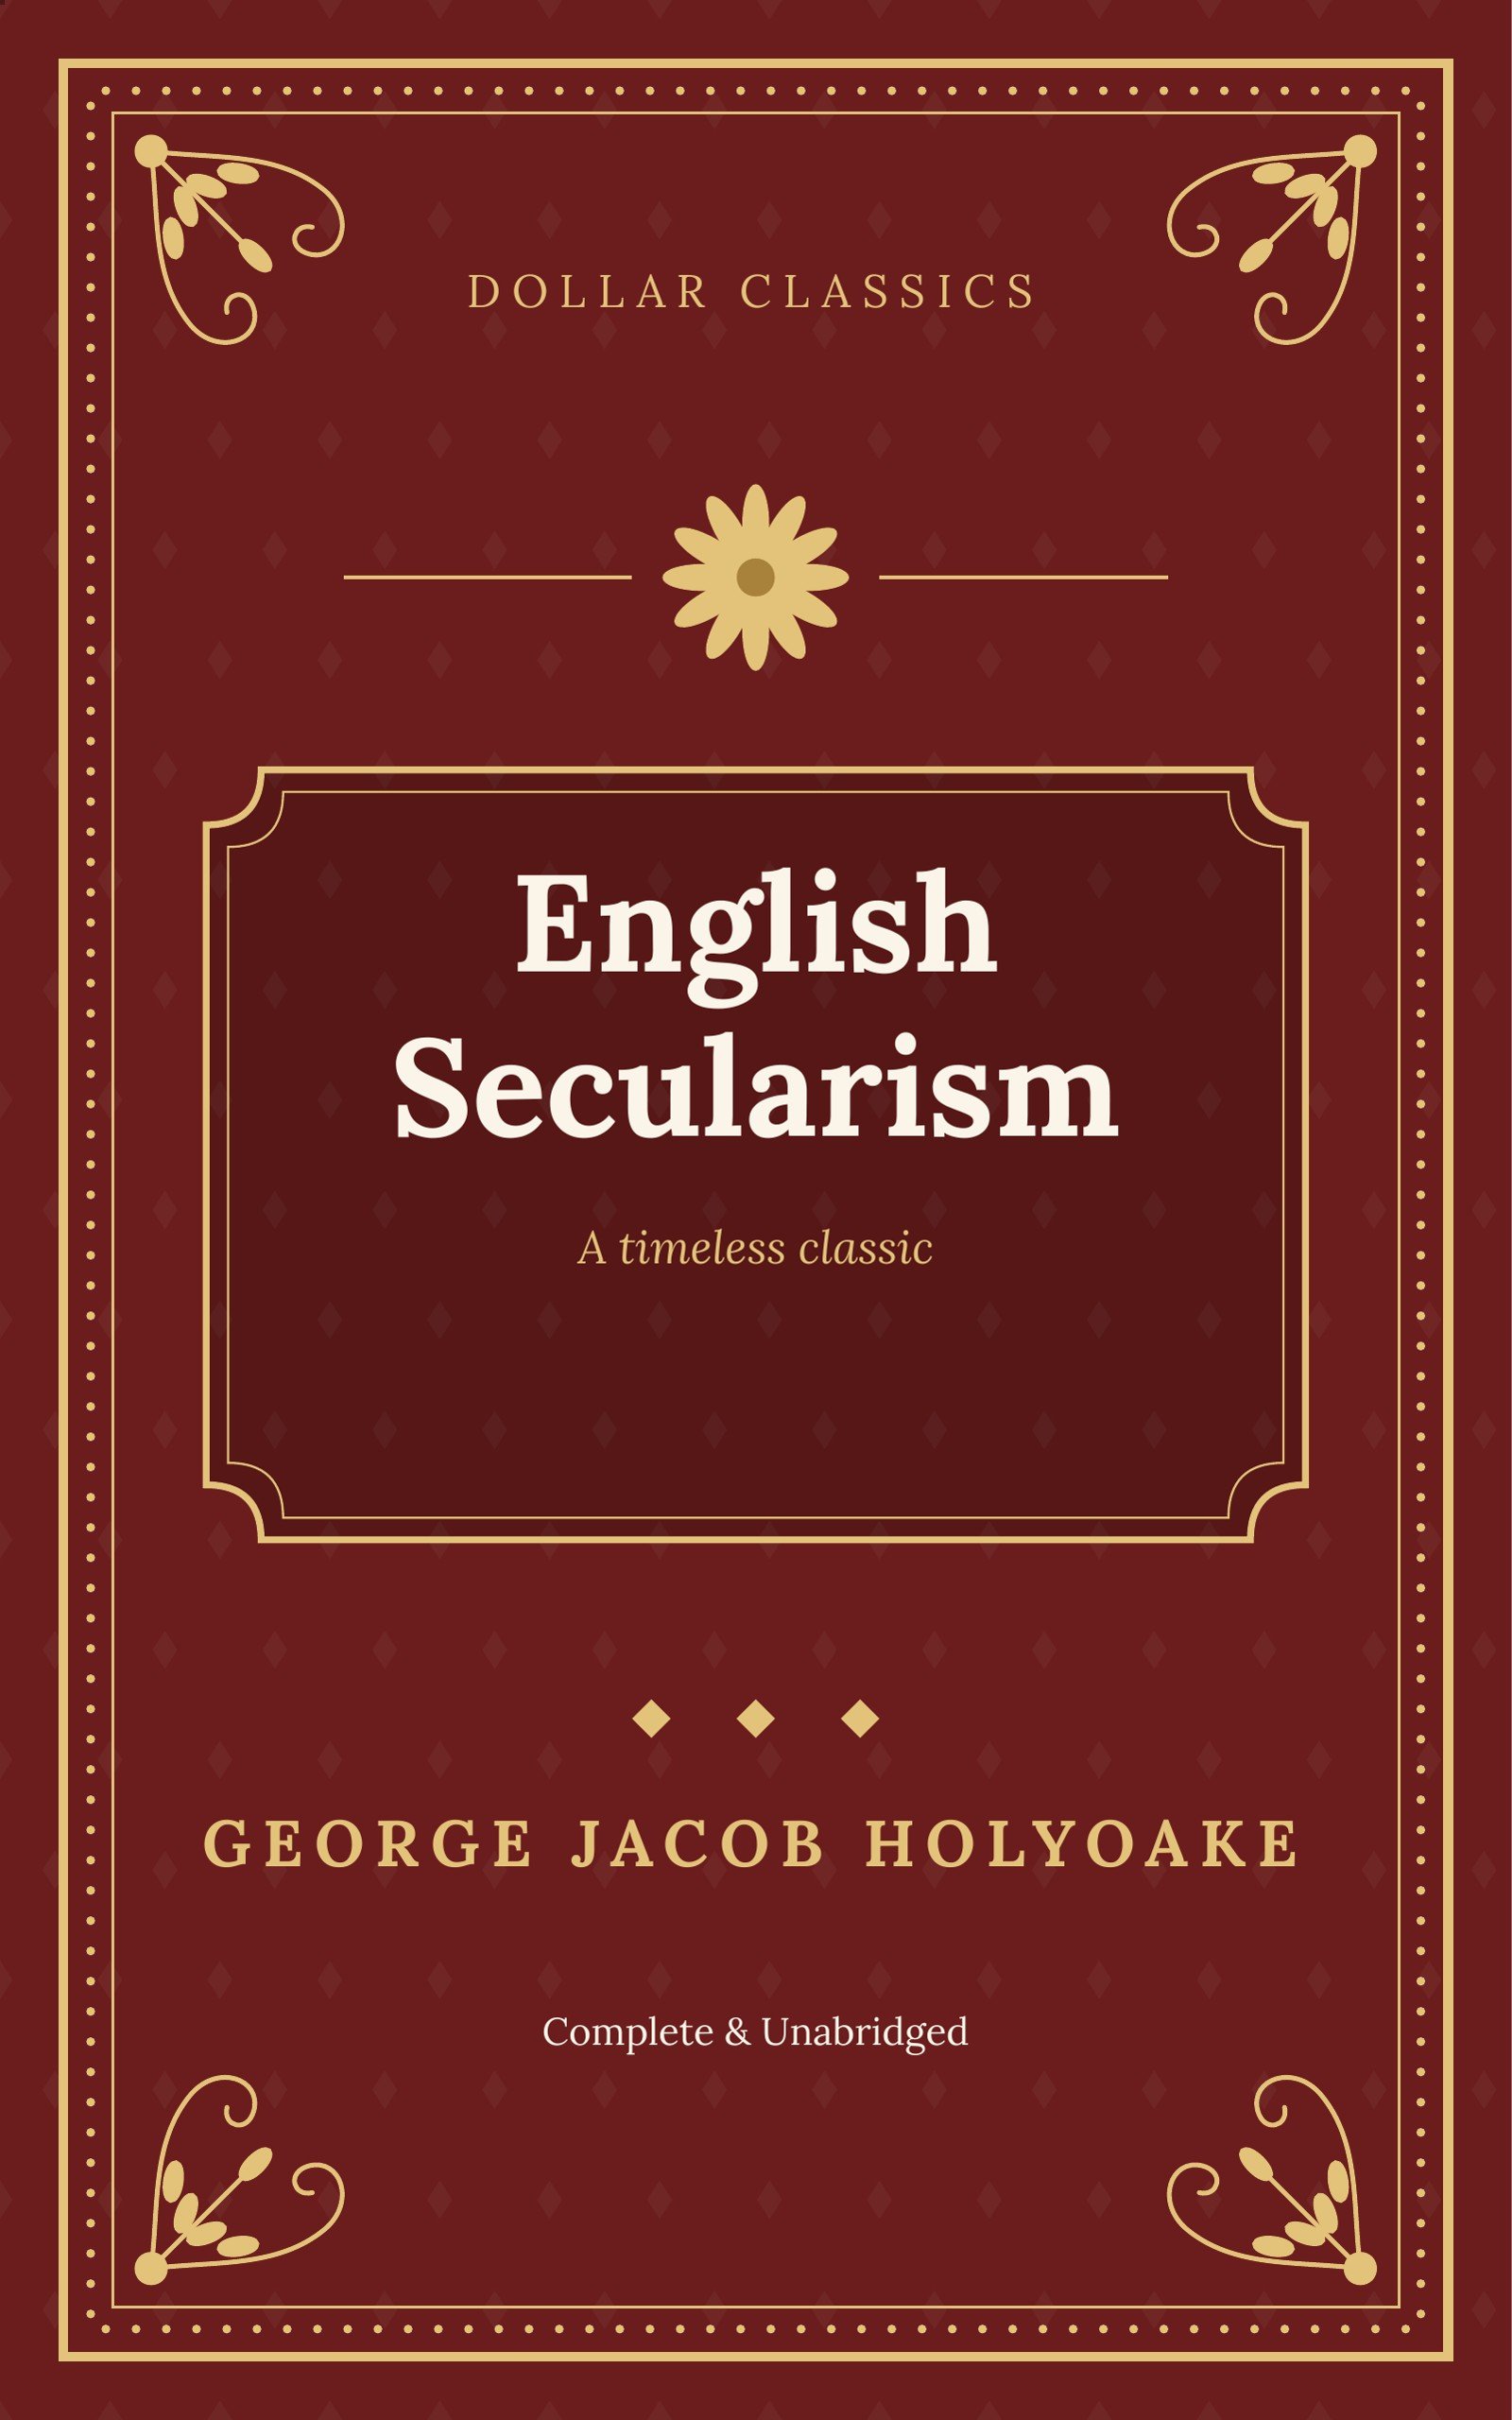 DOLLAR CLASSICS
English
Secularism
A timeless classic
GEORGE JACOB HOLYOAKE
Complete & Unabridged